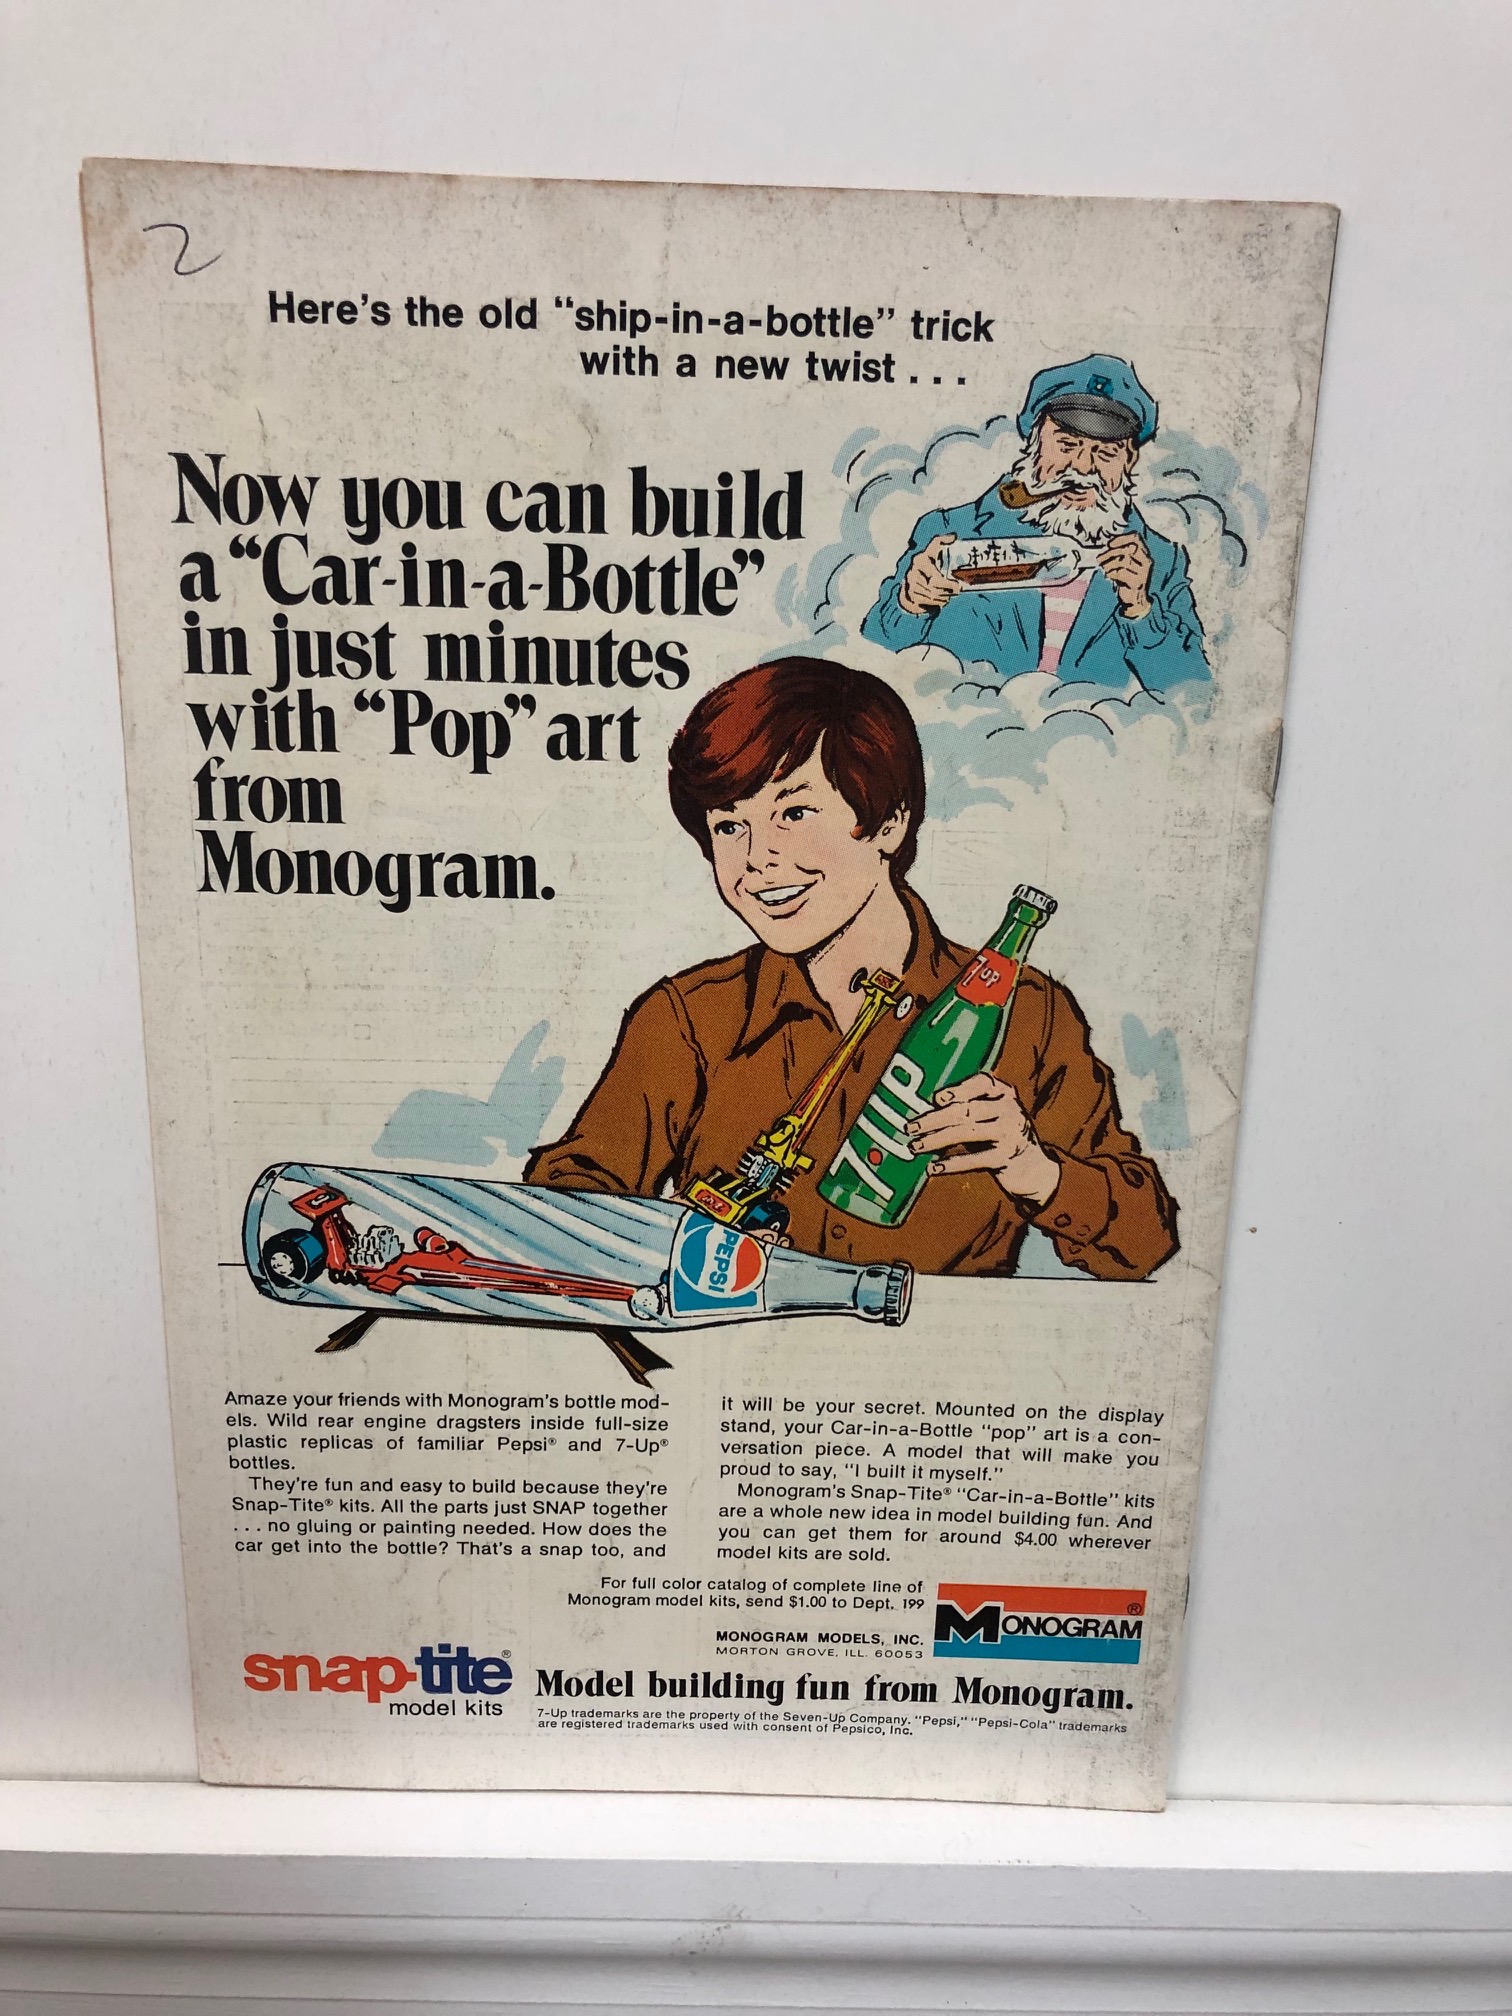 2
Here's the old “ship-in-a-bottle” trick
with a new twist . . .
Now you can build
a “Car-in-a-Bottle”
in just minutes
with “Pop” art
from
Monogram.
7up
7·UP
PEPSI
Amaze your friends with Monogram's bottle mod-
els. Wild rear engine dragsters inside full-size
plastic replicas of familiar Pepsi® and 7-Up®
bottles.
They're fun and easy to build because they're
Snap-Tite® kits. All the parts just SNAP together
. . . no gluing or painting needed. How does the
car get into the bottle? That's a snap too, and
it will be your secret. Mounted on the display
stand, your Car-in-a-Bottle “pop” art is a con-
versation piece. A model that will make you
proud to say, “I built it myself.”
Monogram's Snap-Tite® “Car-in-a-Bottle” kits
are a whole new idea in model building fun. And
you can get them for around $4.00 wherever
model kits are sold.
For full color catalog of complete line of
Monogram model kits, send $1.00 to Dept. 199
MONOGRAM MODELS, INC.
MORTON GROVE, ILL. 60053
MONOGRAM®
snap-tite®
model kits
Model building fun from Monogram.
7-Up trademarks are the property of the Seven-Up Company. “Pepsi,” “Pepsi-Cola” trademarks
are registered trademarks used with consent of Pepsico, Inc.